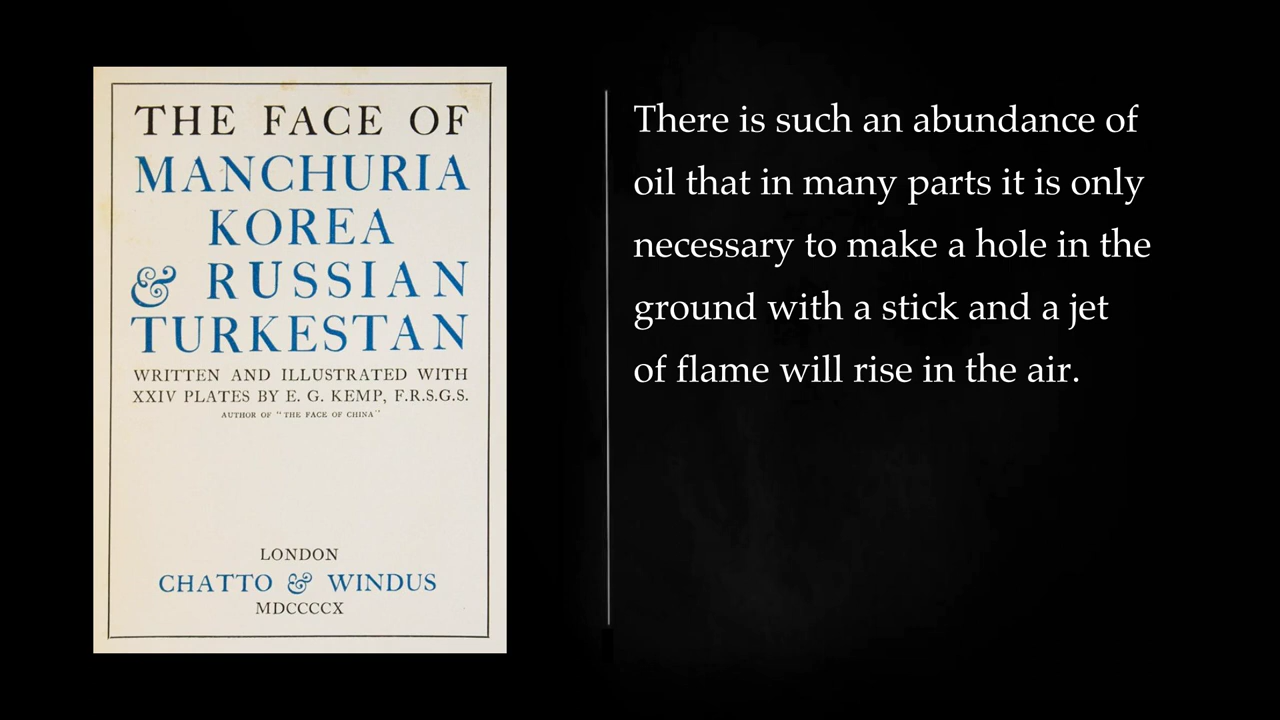 THE FACE OF
MANCHURIA
KOREA
& RUSSIAN
TURKESTAN
WRITTEN AND ILLUSTRATED WITH
XXIV PLATES BY E. G. KEMP, F.R.S.G.S.
AUTHOR OF "THE FACE OF CHINA"
LONDON
CHATTO & WINDUS
MDCCCCX
There is such an abundance of
oil that in many parts it is only
necessary to make a hole in the
ground with a stick and a jet
of flame will rise in the air.